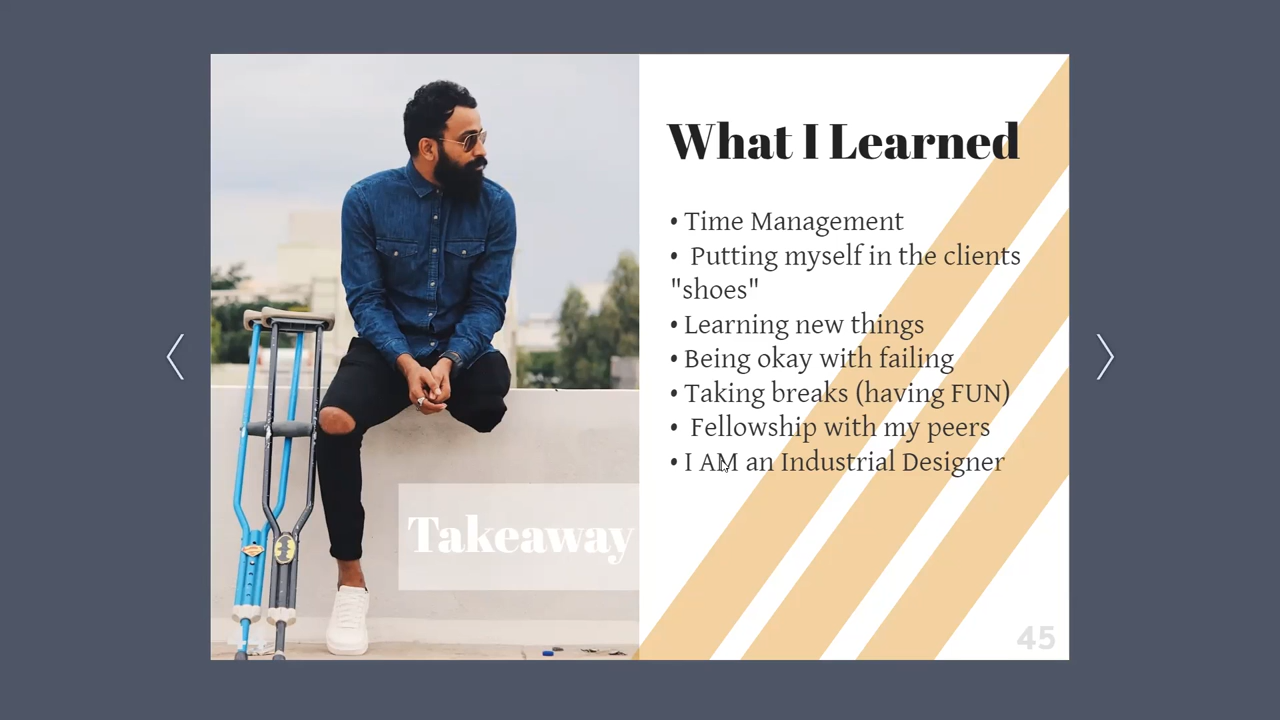 What I Learned
• Time Management
• Putting myself in the clients
"shoes"
• Learning new things
• Being okay with failing
• Taking breaks (having FUN)
• Fellowship with my peers
• I AM an Industrial Designer
Takeaway
45